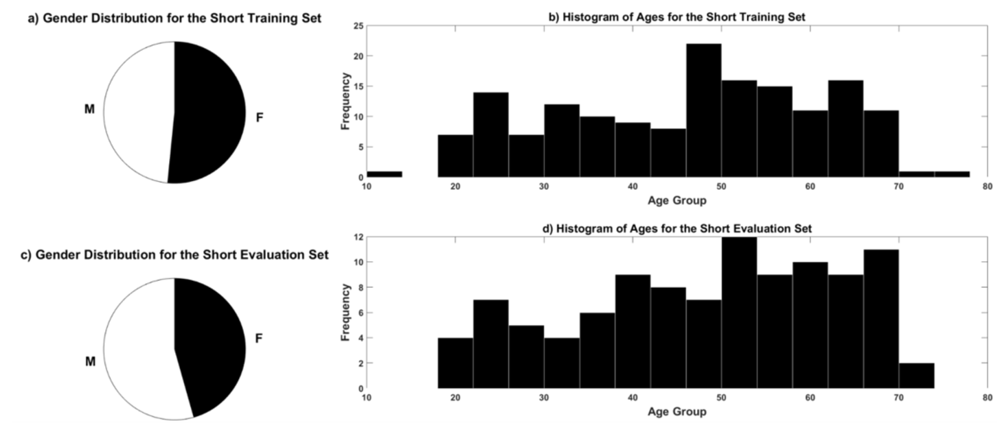 a) Gender Distribution for the Short Training Set
M
F
b) Histogram of Ages for the Short Training Set
Frequency
25
20
15
10
5
0
10 20 30 40 50 60 70 80
Age Group
c) Gender Distribution for the Short Evaluation Set
F
M
d) Histogram of Ages for the Short Evaluation Set
Frequency
12
10
8
6
4
2
0
10 20 30 40 50 60 70 80
Age Group